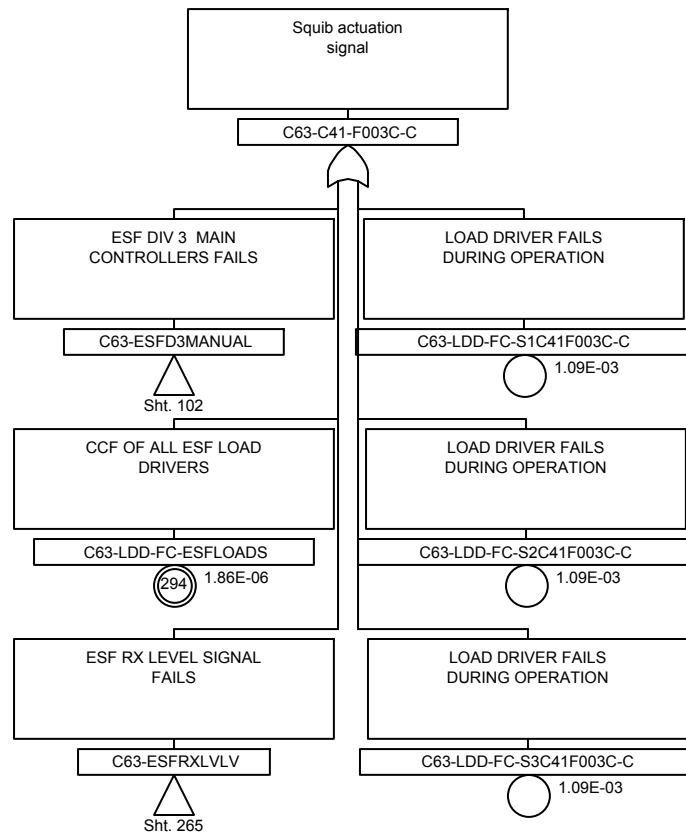 Squib actuation
signal
C63-C41-F003C-C
ESF DIV 3 MAIN
CONTROLLERS FAILS
C63-ESFD3MANUAL
Sht. 102
LOAD DRIVER FAILS
DURING OPERATION
C63-LDD-FC-S1C41F003C-C
1.09E-03
CCF OF ALL ESF LOAD
DRIVERS
C63-LDD-FC-ESFLOADS
294
1.86E-06
LOAD DRIVER FAILS
DURING OPERATION
C63-LDD-FC-S2C41F003C-C
1.09E-03
ESF RX LEVEL SIGNAL
FAILS
C63-ESFRXLVLV
Sht. 265
LOAD DRIVER FAILS
DURING OPERATION
C63-LDD-FC-S3C41F003C-C
1.09E-03